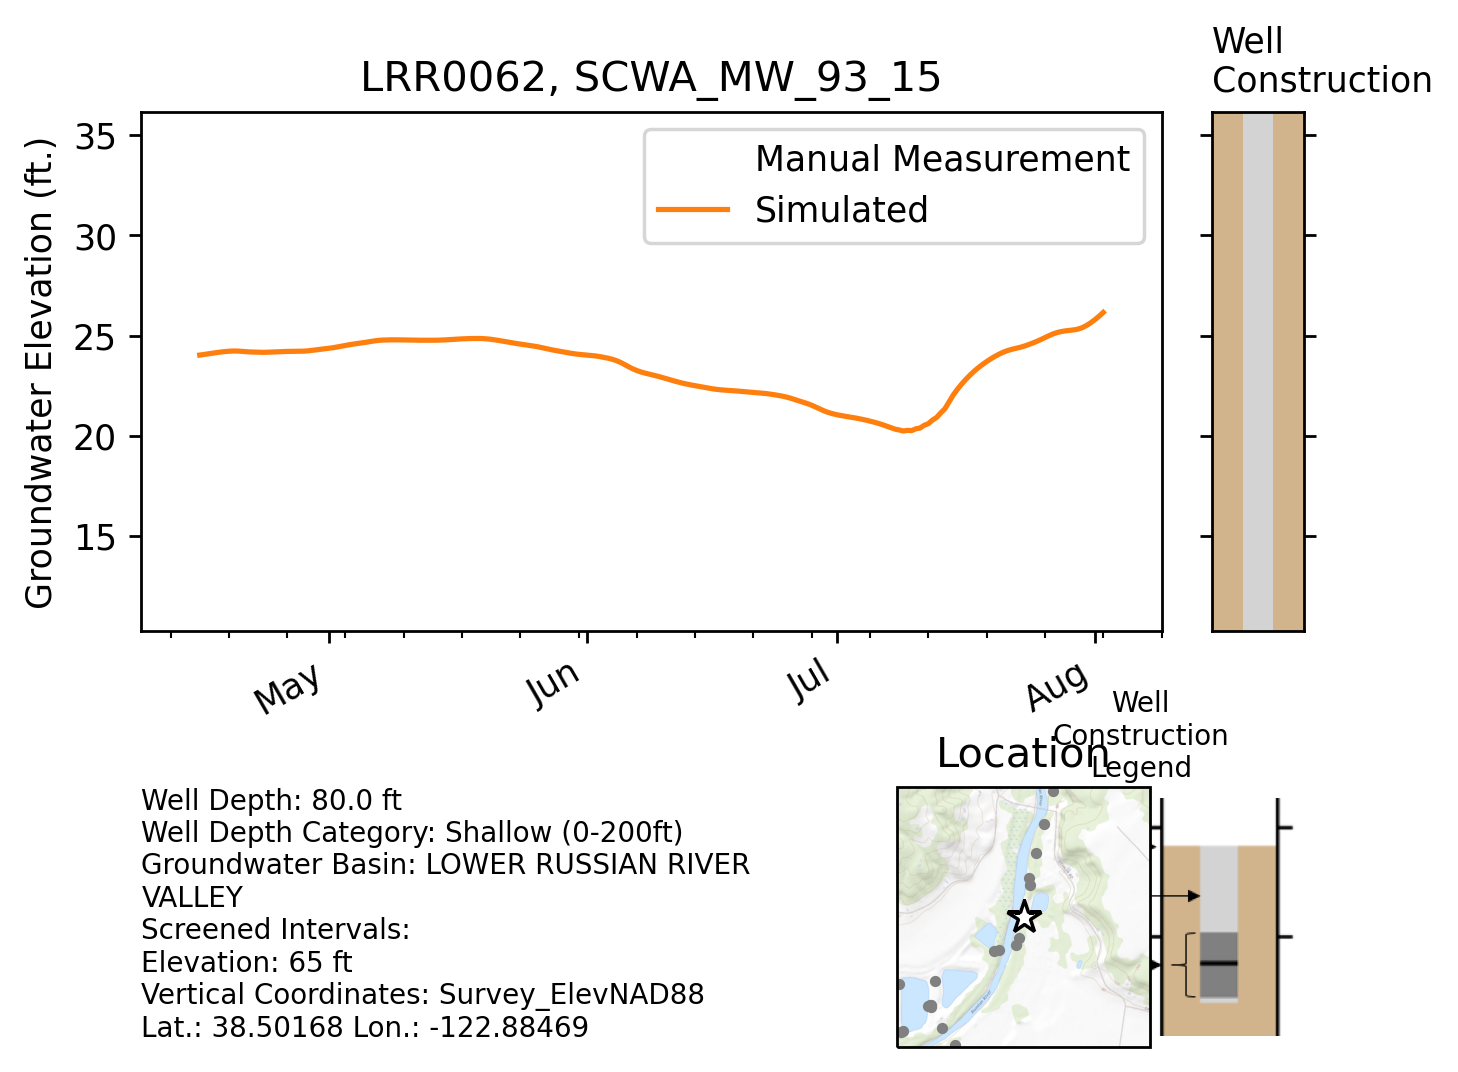 Well
Construction
LRR0062, SCWA_MW_93_15
Groundwater Elevation (ft.)
35
30
25
20
15
Manual Measurement
Simulated
May
Jun
Jul
Aug
Well
Construction
Legend
Location
Well Depth: 80.0 ft
Well Depth Category: Shallow (0-200ft)
Groundwater Basin: LOWER RUSSIAN RIVER
VALLEY
Screened Intervals:
Elevation: 65 ft
Vertical Coordinates: Survey_ElevNAD88
Lat.: 38.50168 Lon.: -122.88469